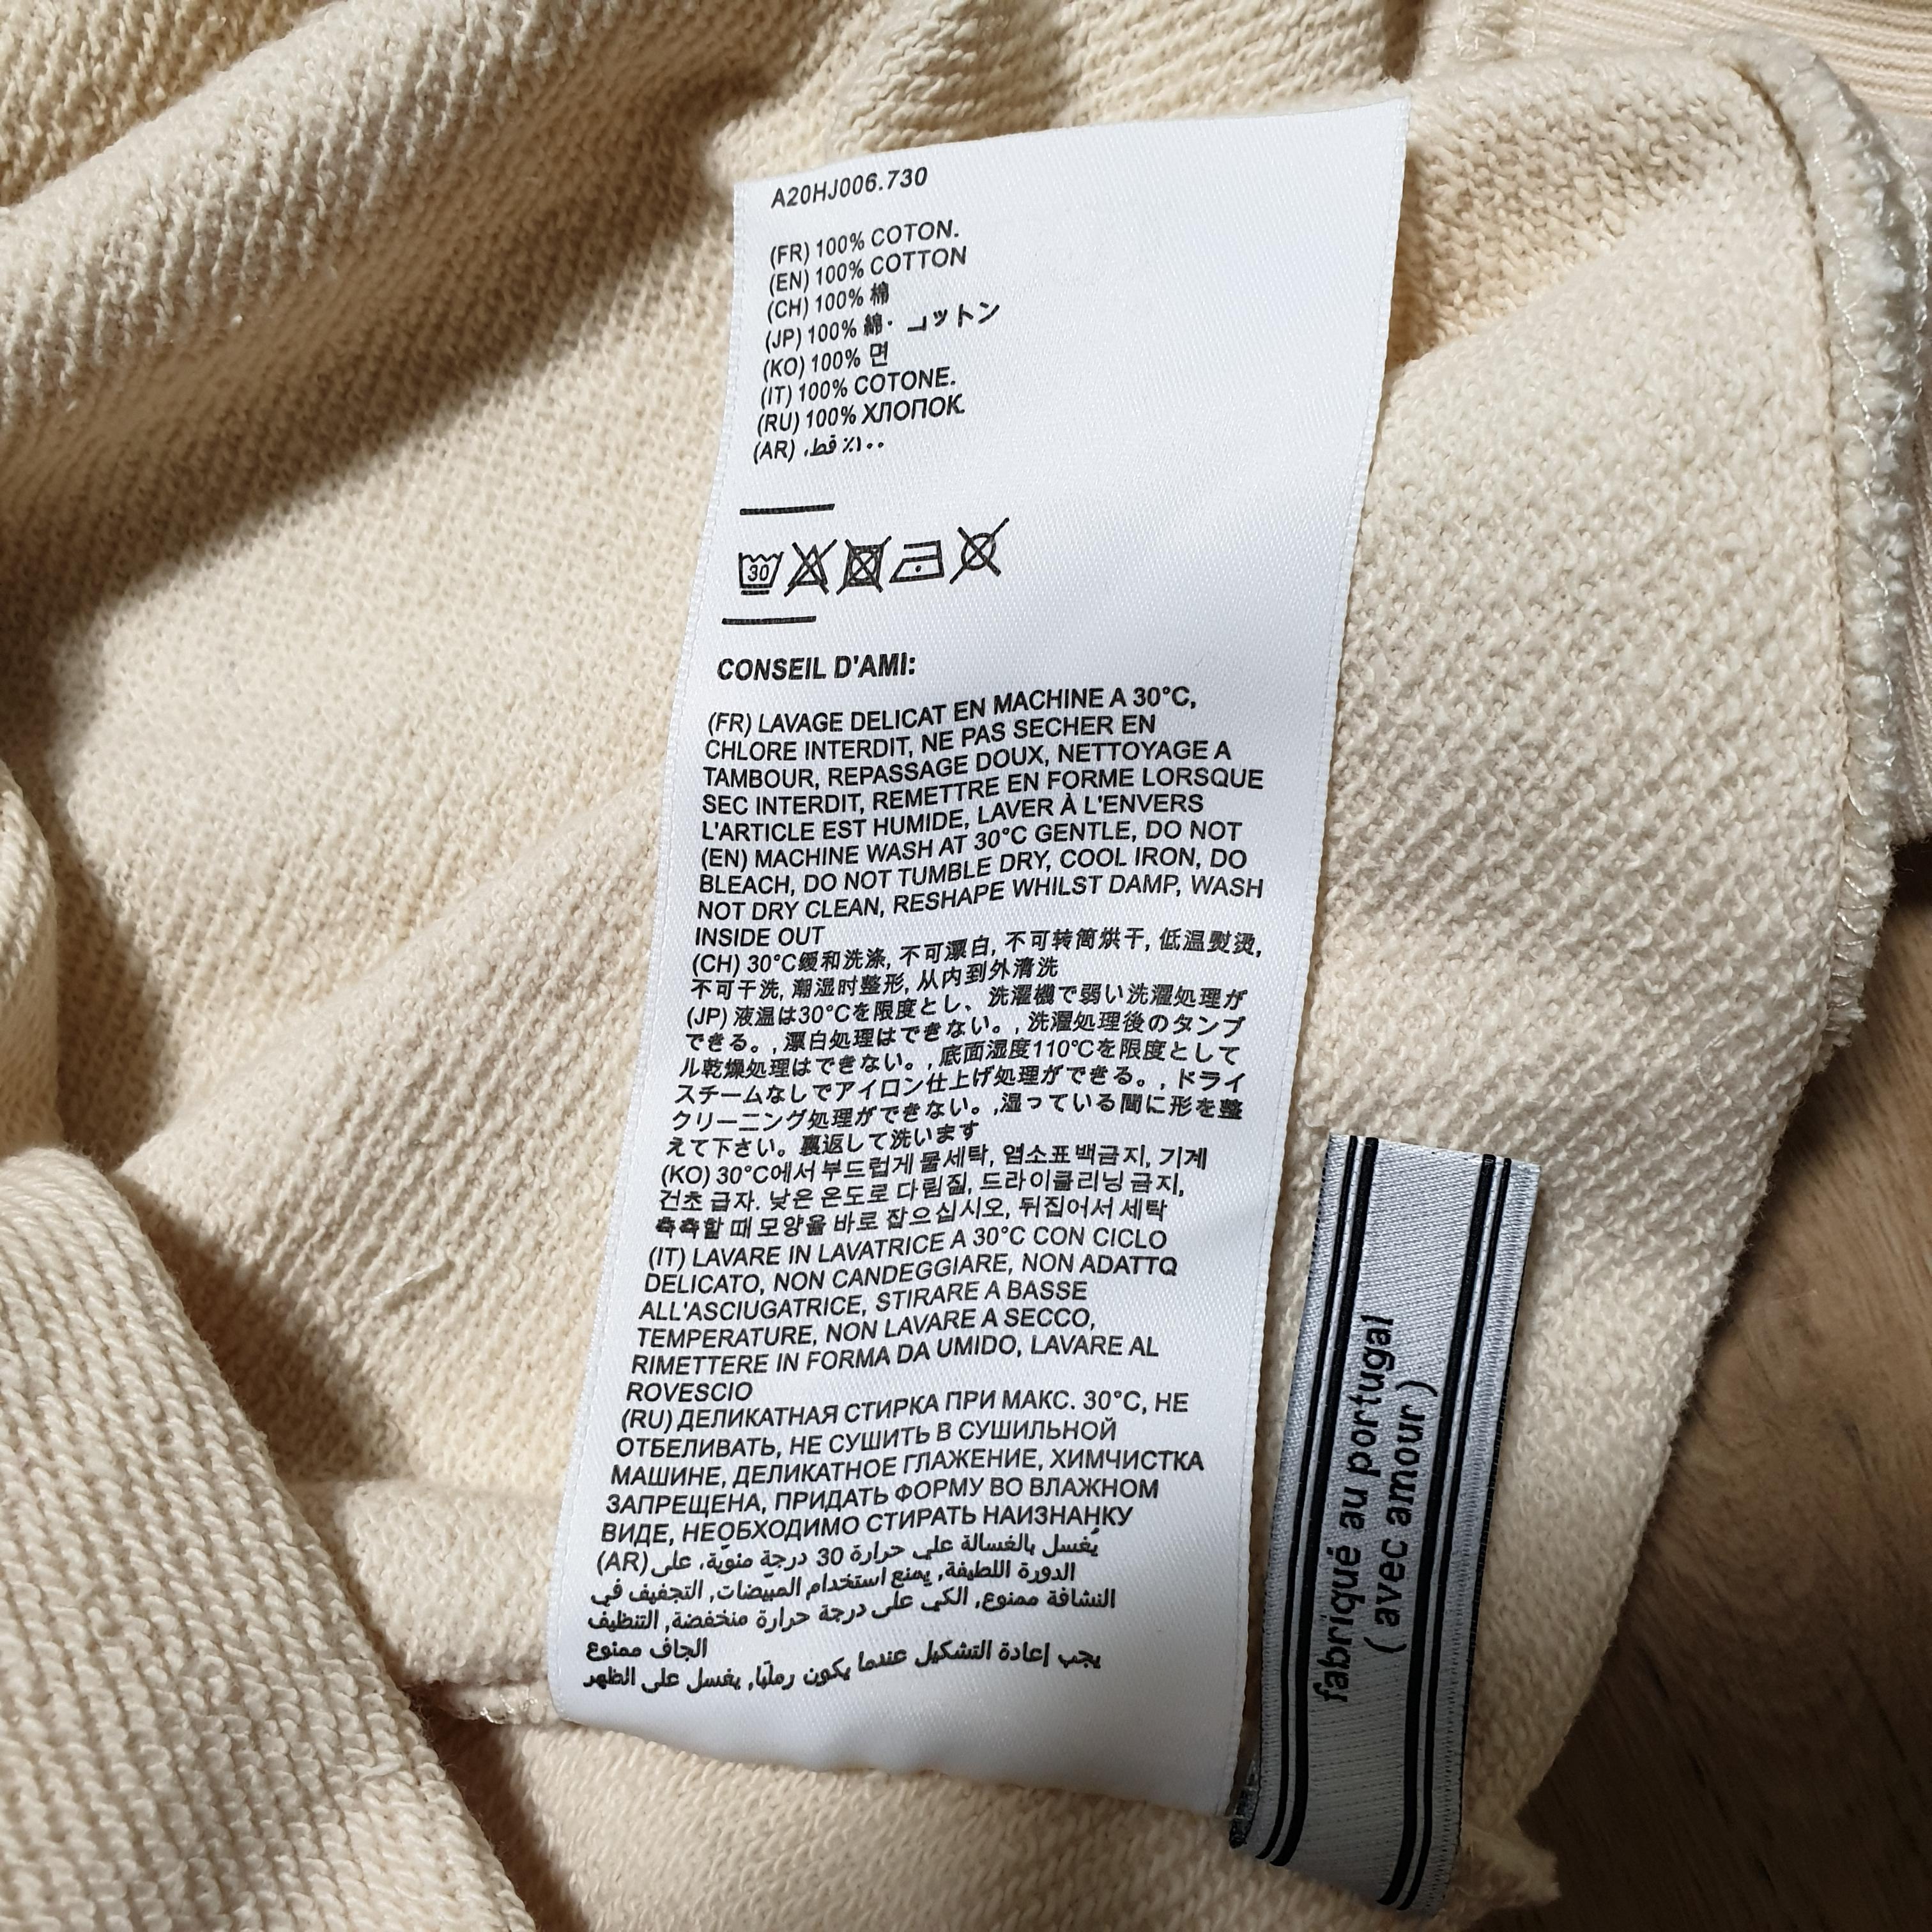 A20HJ006.730
(FR) 100% COTON.
(EN) 100% COTTON
(CH) 100% 棉
(JP) 100% 綿・コットン
(KO) 100% 면
(IT) 100% COTONE.
(RU) 100% ХЛОПОК.
(AR) .قط ٪١٠٠
30
CONSEIL D'AMI:
(FR) LAVAGE DELICAT EN MACHINE A 30°C,
CHLORE INTERDIT, NE PAS SECHER EN
TAMBOUR, REPASSAGE DOUX, NETTOYAGE A
SEC INTERDIT, REMETTRE EN FORME LORSQUE
L'ARTICLE EST HUMIDE, LAVER À L'ENVERS
(EN) MACHINE WASH AT 30°C GENTLE, DO NOT
BLEACH, DO NOT TUMBLE DRY, COOL IRON, DO
NOT DRY CLEAN, RESHAPE WHILST DAMP, WASH
INSIDE OUT
(CH) 30°C缓和洗涤, 不可漂白, 不可转筒烘干, 低温熨烫,
不可干洗, 潮湿时整形, 从内到外清洗
(JP) 液温は30°Cを限度とし、洗濯機で弱い洗濯処理が
できる。, 漂白処理はできない。, 洗濯処理後のタンブ
ル乾燥処理はできない。, 底面温度110°Cを限度として
スチームなしでアイロン仕上げ処理ができる。, ドライ
クリーニング処理ができない。,湿っている間に形を整
えて下さい。裏返して洗います
(KO) 30°C에서 부드럽게 물세탁, 염소표백금지, 기계
건조 금지. 낮은 온도로 다림질, 드라이클리닝 금지,
축축할 때 모양을 바로 잡으십시오, 뒤집어서 세탁
(IT) LAVARE IN LAVATRICE A 30°C CON CICLO
DELICATO, NON CANDEGGIARE, NON ADATTO
ALL'ASCIUGATRICE, STIRARE A BASSE
TEMPERATURE, NON LAVARE A SECCO,
RIMETTERE IN FORMA DA UMIDO, LAVARE AL
ROVESCIO
(RU) ДЕЛИКАТНАЯ СТИРКА ПРИ МАКС. 30°C, НЕ
ОТБЕЛИВАТЬ, НЕ СУШИТЬ В СУШИЛЬНОЙ
МАШИНЕ, ДЕЛИКАТНОЕ ГЛАЖЕНИЕ, ХИМЧИСТКА
ЗАПРЕЩЕНА, ПРИДАТЬ ФОРМУ ВО ВЛАЖНОМ
ВИДЕ, НЕОБХОДИМО СТИРАТЬ НАИЗНАНКУ
(AR) يُغسل بالغسالة على حرارة 30 درجة مئوية، على
الدورة اللطيفة, يمنع استخدام المبيّضات, التجفيف في
النشافة ممنوع, الكي على درجة حرارة منخفضة, التنظيف
الجاف ممنوع
يجب إعادة التشكيل عندما يكون رطبًا, يغسل على الظهر
fabriqué au portugal
( avec amour )